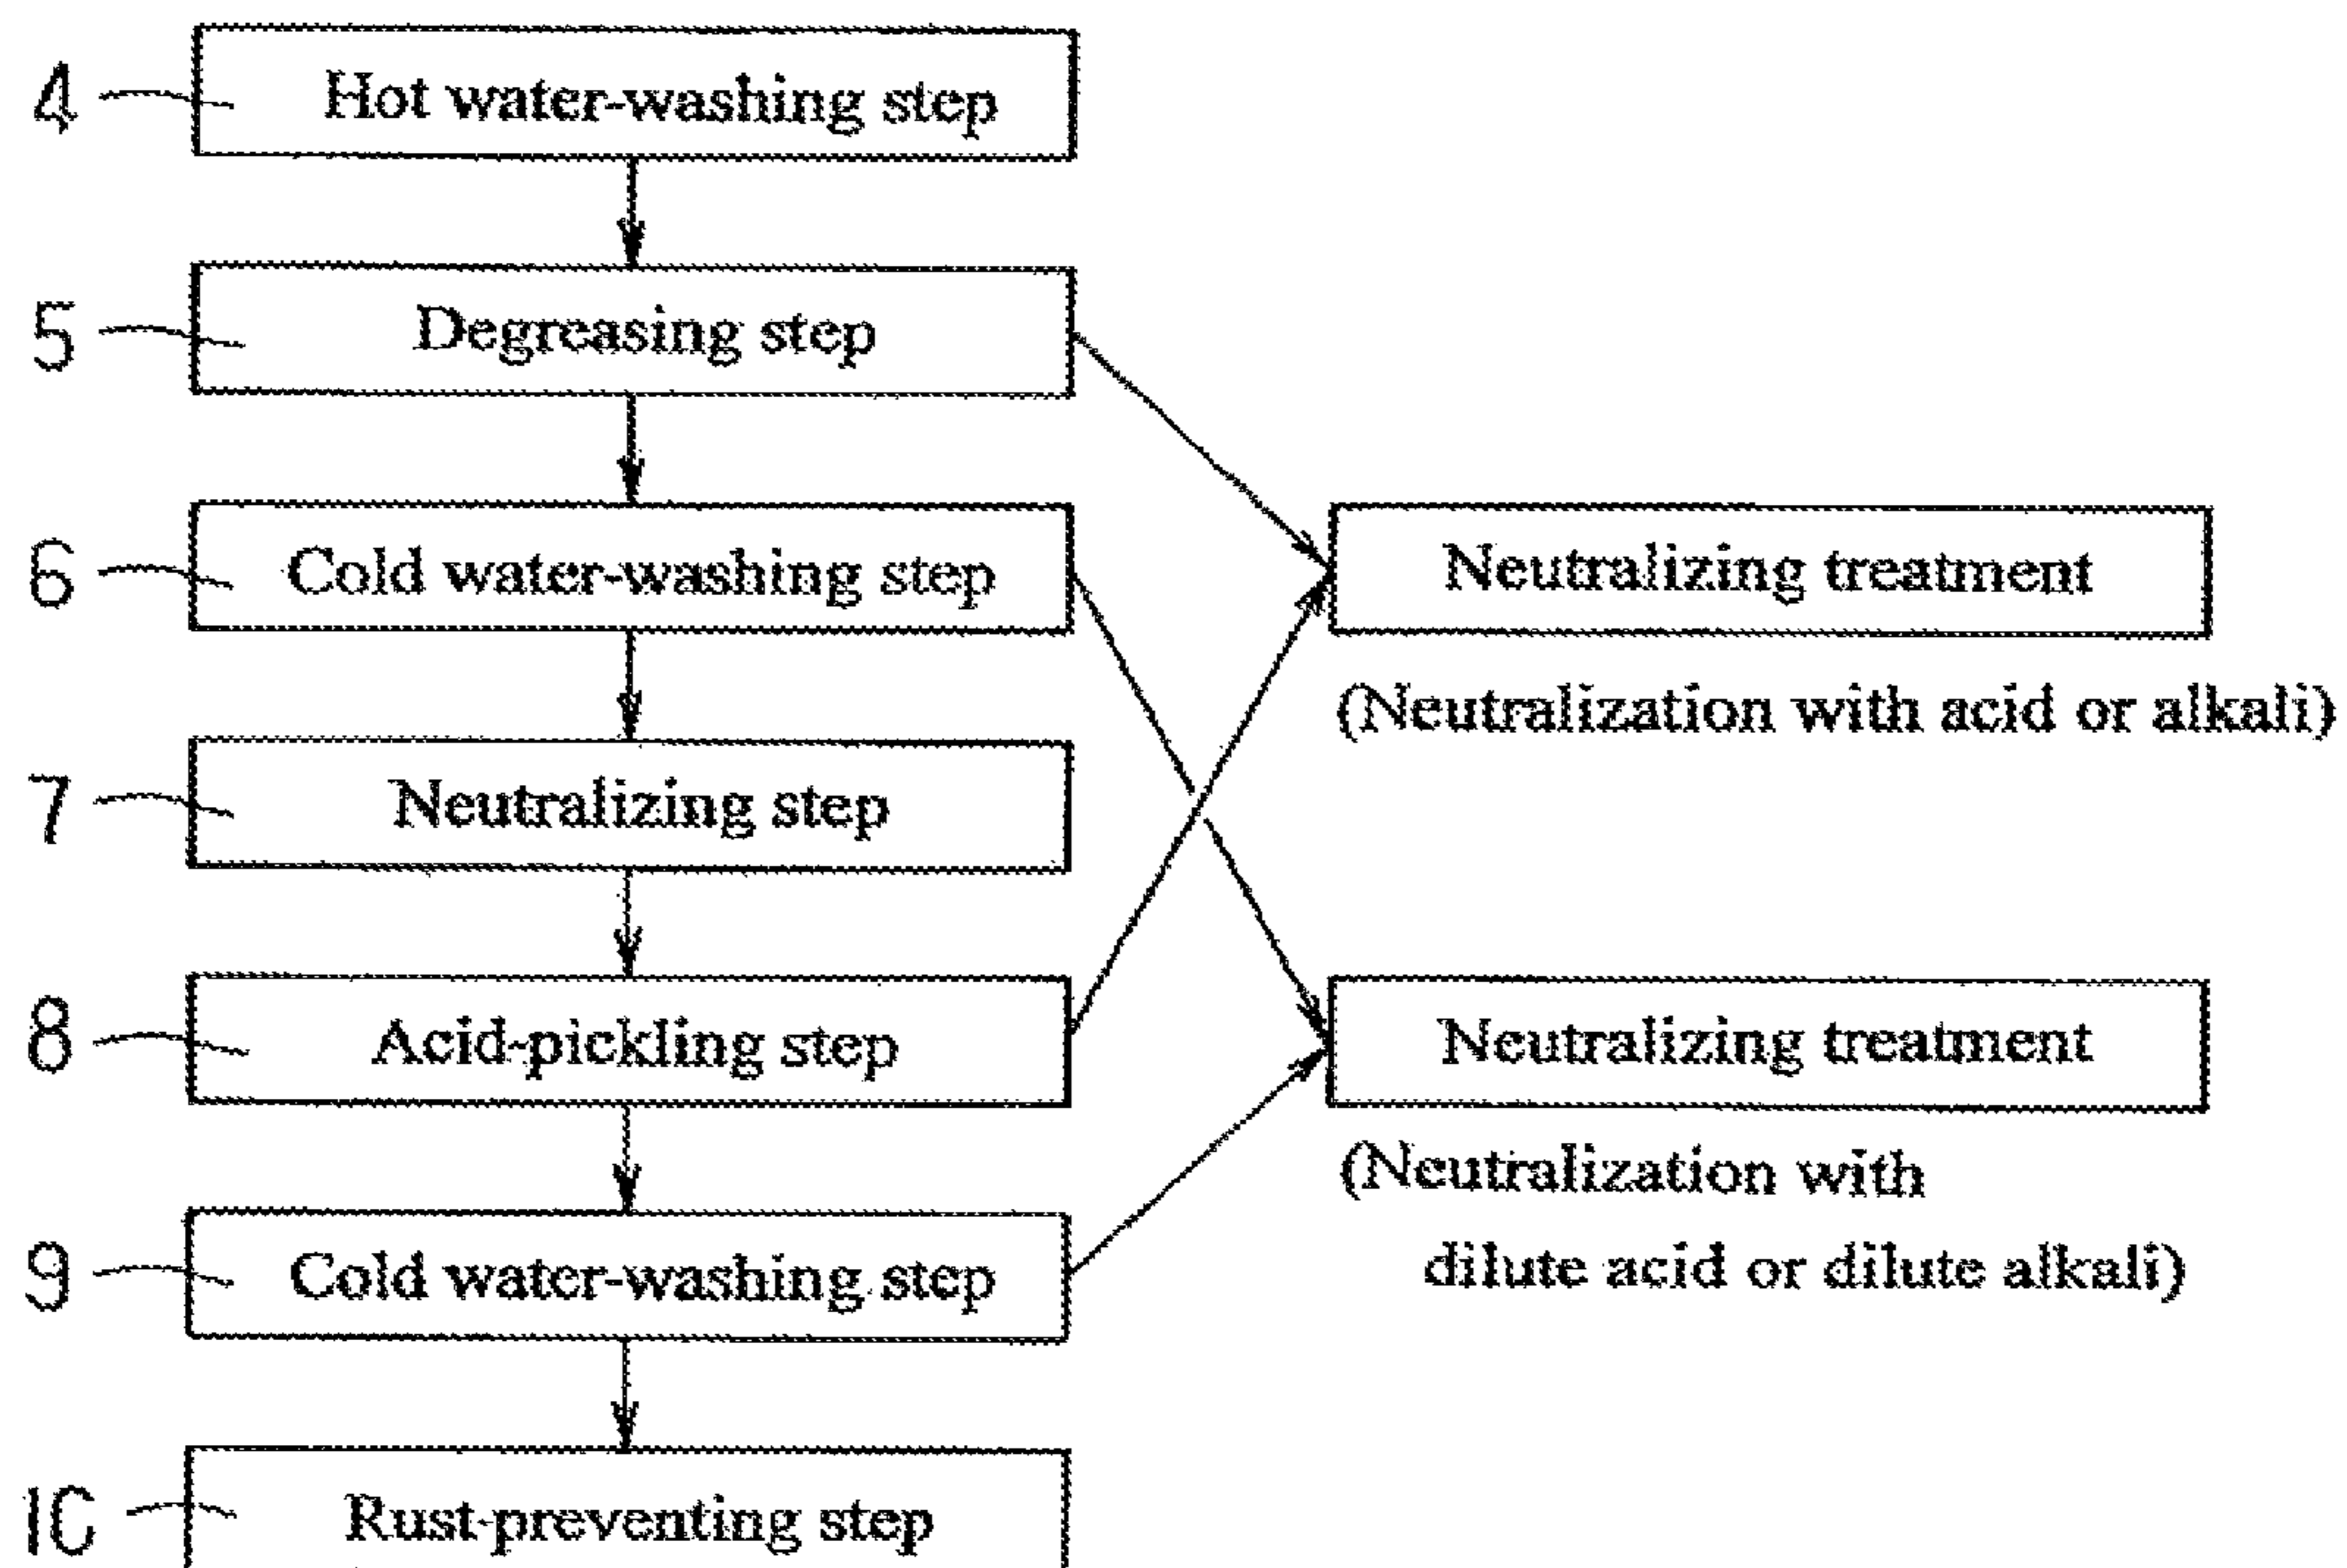 4 Hot water-washing step
5 Degreasing step
6 Cold water-washing step
Neutralizing treatment
(Neutralization with acid or alkali)
7 Neutralizing step
8 Acid-pickling step
Neutralizing treatment
(Neutralization with
dilute acid or dilute alkali)
9 Cold water-washing step
10 Rust-preventing step